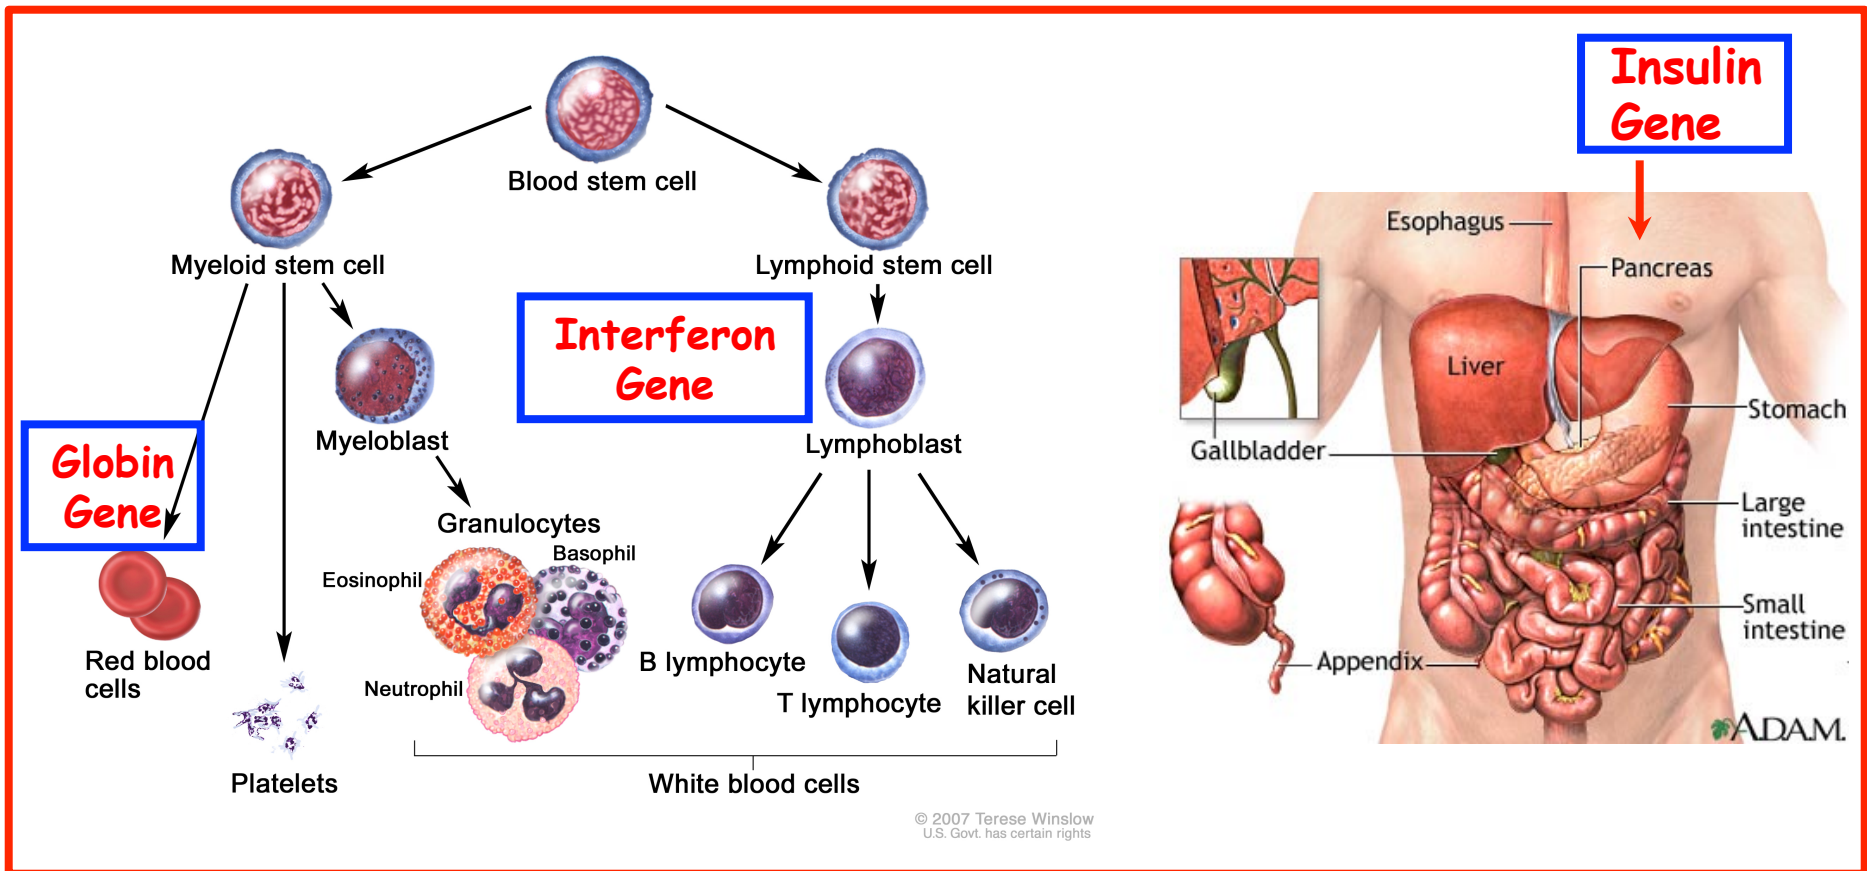 Blood stem cell
Myeloid stem cell
Lymphoid stem cell
Interferon
Gene
Myeloblast
Lymphoblast
Globin
Gene
Granulocytes
Basophil
Eosinophil
Neutrophil
Red blood
cells
B lymphocyte
T lymphocyte
Natural
killer cell
Platelets
White blood cells
© 2007 Terese Winslow
U.S. Govt. has certain rights
Insulin
Gene
Esophagus
Pancreas
Liver
Stomach
Gallbladder
Large
intestine
Small
intestine
Appendix
A.D.A.M.